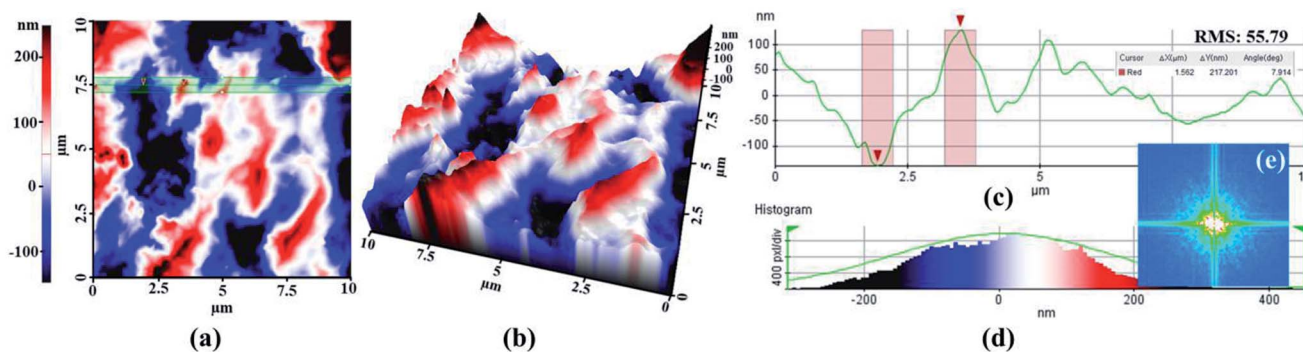 nm
200
100
0
-100
10
7.5
5
2.5
0
μm
0
2.5
5
7.5
10
μm
(a)
(b)
nm
200
100
0
-100
10
7.5
5
2.5
0
μm
10
7.5
5
2.5
0
μm
nm
100
50
0
-50
-100
RMS: 55.79
Cursor ΔX(μm) ΔY(nm) Angle(deg)
Red 1.562 217.201 7.914
2.5
5
μm
(c)
(e)
Histogram
400 pxl/div
-200
0
200
400
nm
(d)